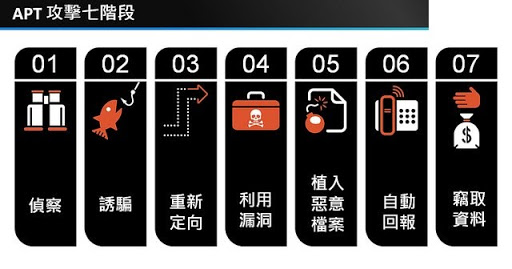 APT 攻擊七階段
01
偵察
02
誘騙
03
重新
定向
04
利用
漏洞
05
植入
惡意
檔案
06
自動
回報
07
竊取
資料
$